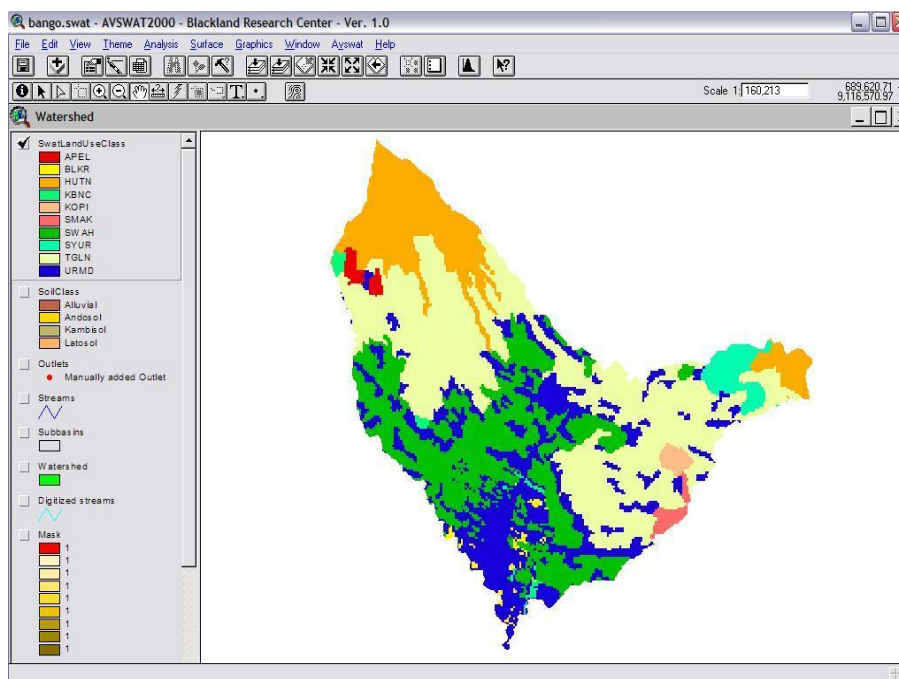 bango.swat - AVSWAT2000 - Blackland Research Center - Ver. 1.0
File Edit View Theme Analysis Surface Graphics Window Avswat Help
Scale 1: 160,213
689,620.71
9,116,570.97
Watershed
SwatLandUseClass
APEL
BLKR
HUTN
KBNC
KOPI
SMAK
SWAH
SYUR
TGLN
URMD
SoilClass
Alluvial
Andosol
Kambisol
Latosol
Outlets
Manually added Outlet
Streams
Subbasins
Watershed
Digitized streams
Mask
1
1
1
1
1
1
1
1
1